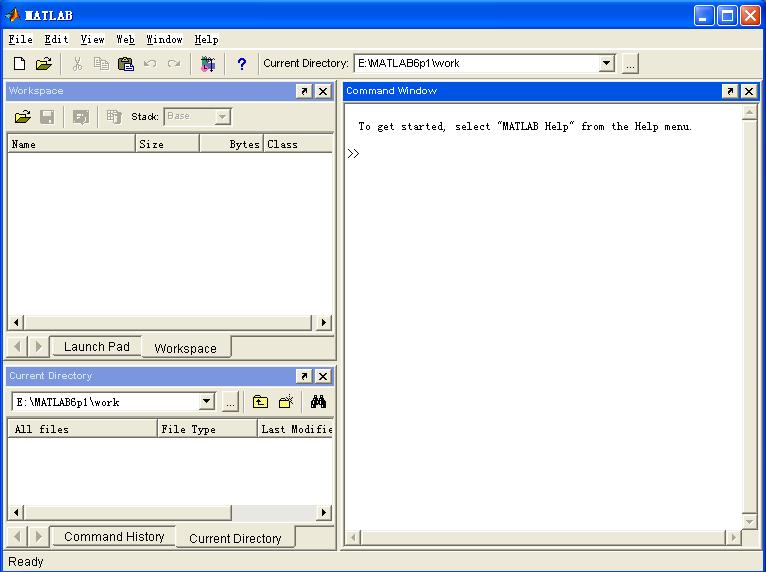 MATLAB
File Edit View Web Window Help
? Current Directory: E:\MATLAB6p1\work ...
Workspace
Stack: Base
Name Size Bytes Class
Launch Pad Workspace
Current Directory
E:\MATLAB6p1\work ...
All files File Type Last Modifie
Command History Current Directory
Command Window
To get started, select "MATLAB Help" from the Help menu.
>>
Ready